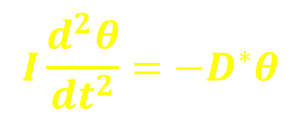 I d²θ/dt² = −D*θ